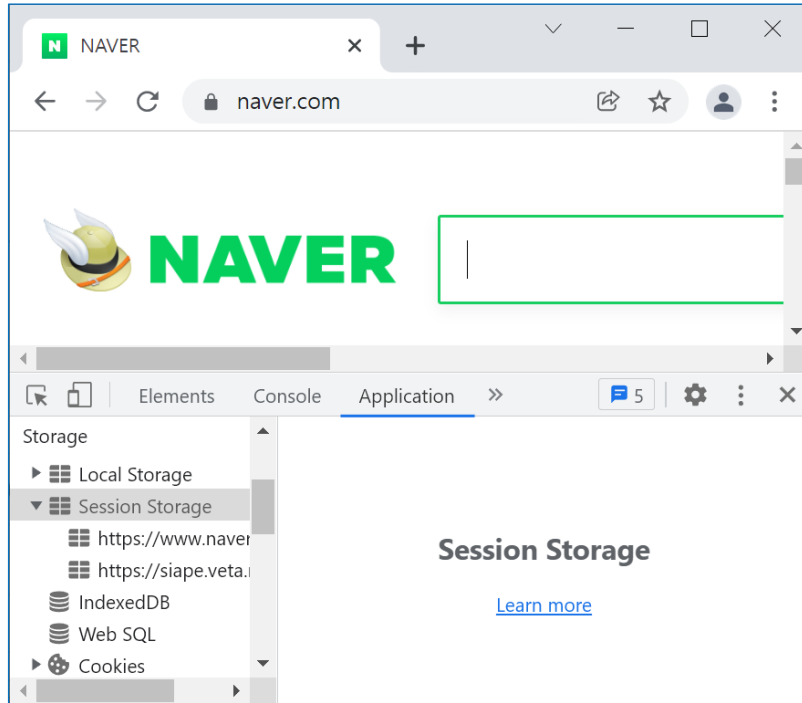 N NAVER
naver.com
NAVER
Elements Console Application 5
Storage
Local Storage
Session Storage
https://www.naver
https://siape.veta.
IndexedDB
Web SQL
Cookies
Session Storage
Learn more